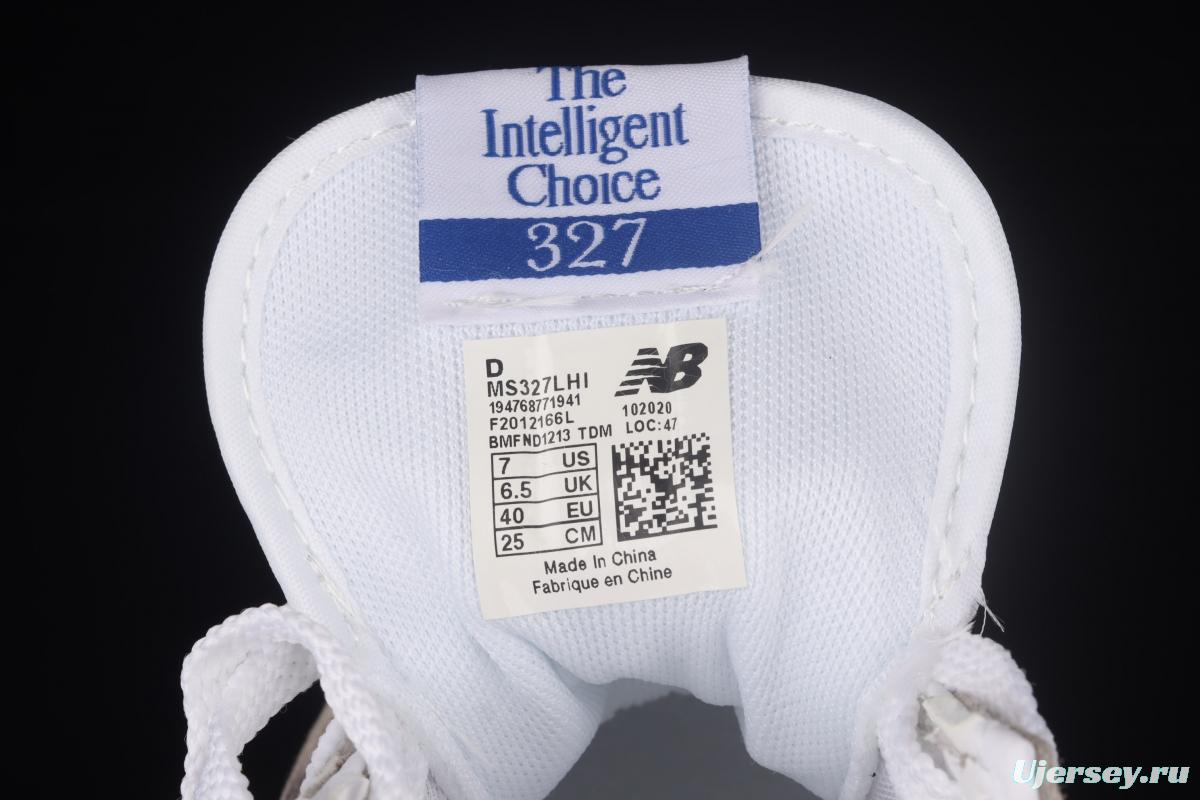 The
Intelligent
Choice
327
D
MS327LHI
194768771941
F2012166L
BMFND1213 TDM
NB
102020
LOC:47
7 US
6.5 UK
40 EU
25 CM
Made In China
Fabrique en Chine
Ujersey.ru